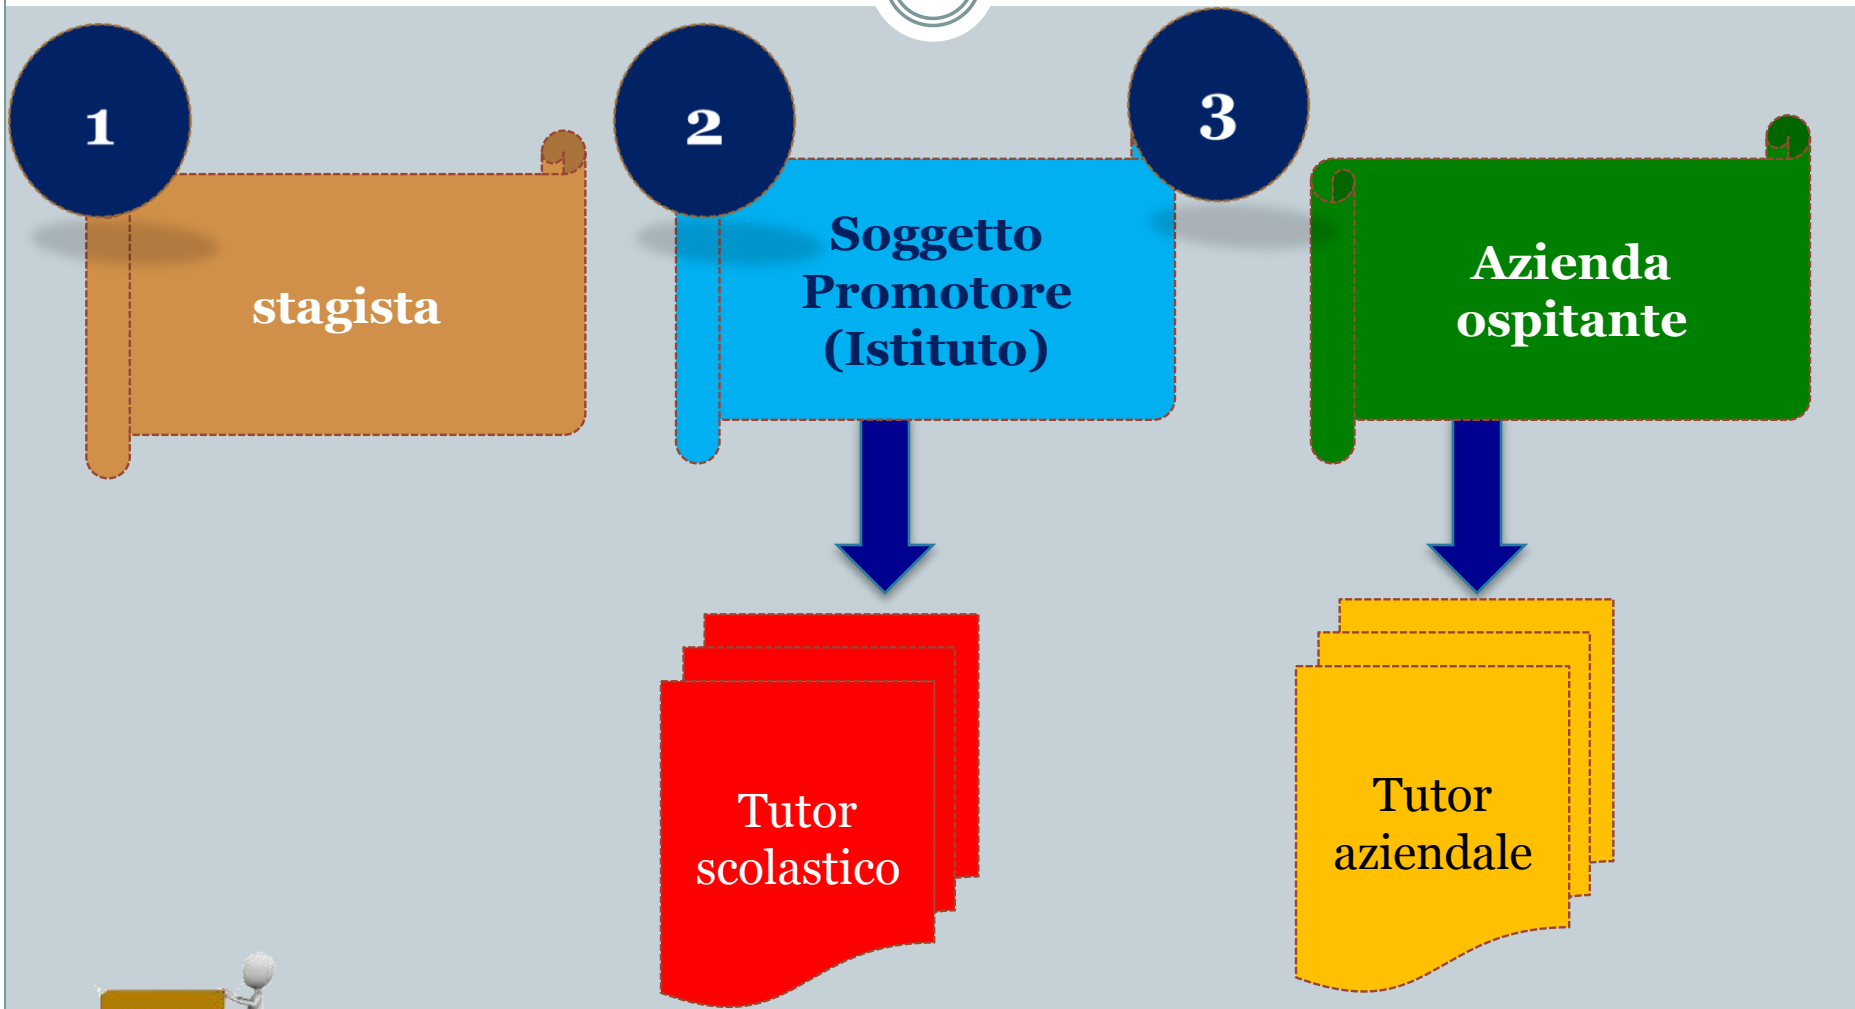 1
stagista
2
Soggetto
Promotore
(Istituto)
3
Azienda
ospitante
Tutor
scolastico
Tutor
aziendale